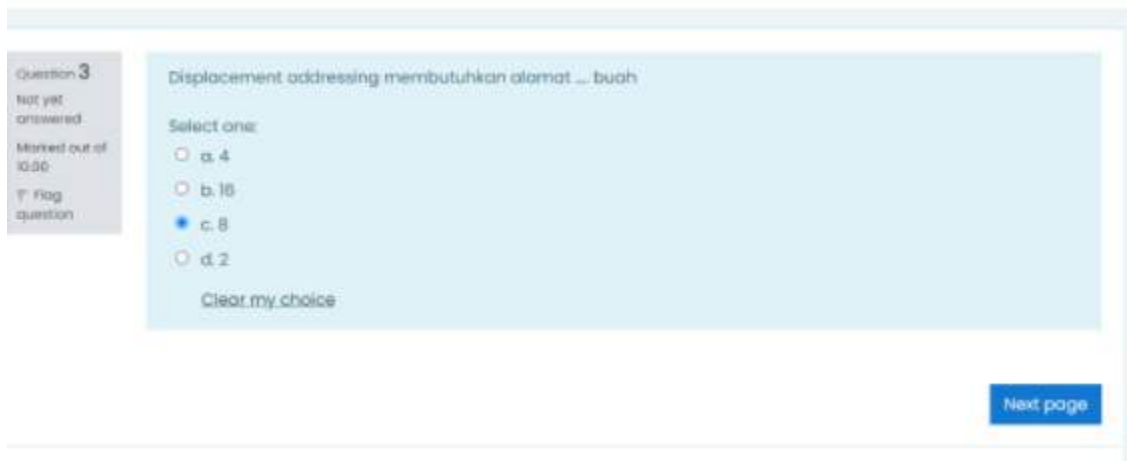 Question 3
Not yet
answered
Marked out of
10.00
Flag
question
Displacement addressing membutuhkan alamat .... buah
Select one:
a. 4
b. 16
c. 8
d. 2
Clear my choice
Next page